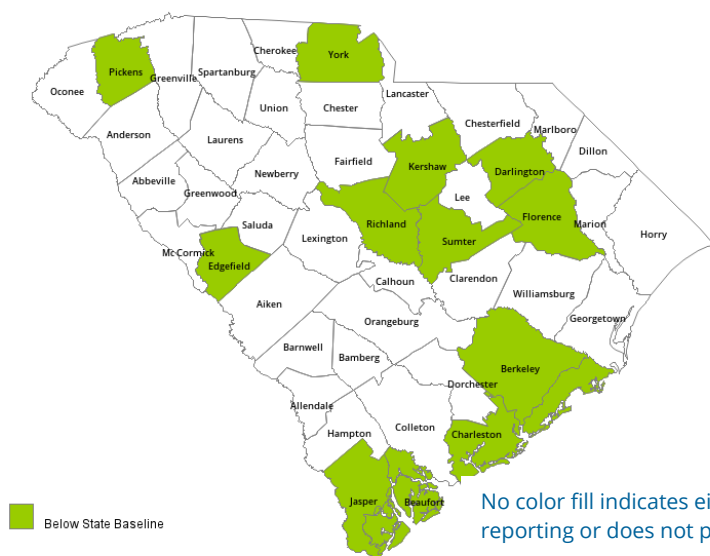 Cherokee
York
Pickens
Spartanburg
Greenville
Oconee
Lancaster
Union
Chester
Chesterfield
Marlboro
Anderson
Laurens
Dillon
Fairfield
Kershaw
Darlington
Abbeville
Newberry
Greenwood
Lee
Richland
Florence
Saluda
Marion
Horry
Lexington
Sumter
Mc Cormick
Edgefield
Calhoun
Clarendon
Williamsburg
Aiken
Orangeburg
Georgetown
Barnwell
Bamberg
Berkeley
Dorchester
Allendale
Colleton
Hampton
Charleston
Jasper
Beaufort
No color fill indicates ei
reporting or does not p
Below State Baseline